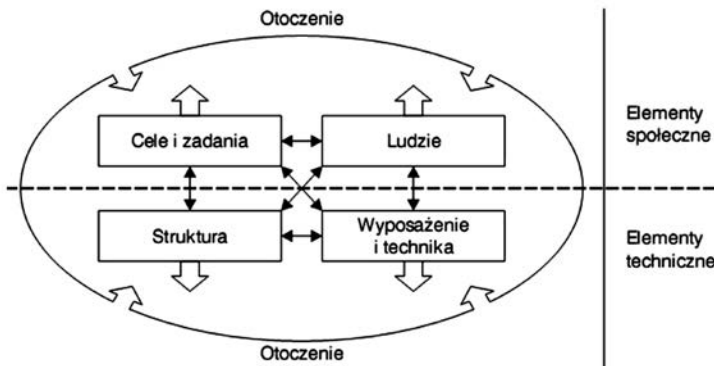 Otoczenie
Cele i zadania
Ludzie
Elementy
społeczne
Struktura
Wyposażenie
i technika
Elementy
techniczne
Otoczenie